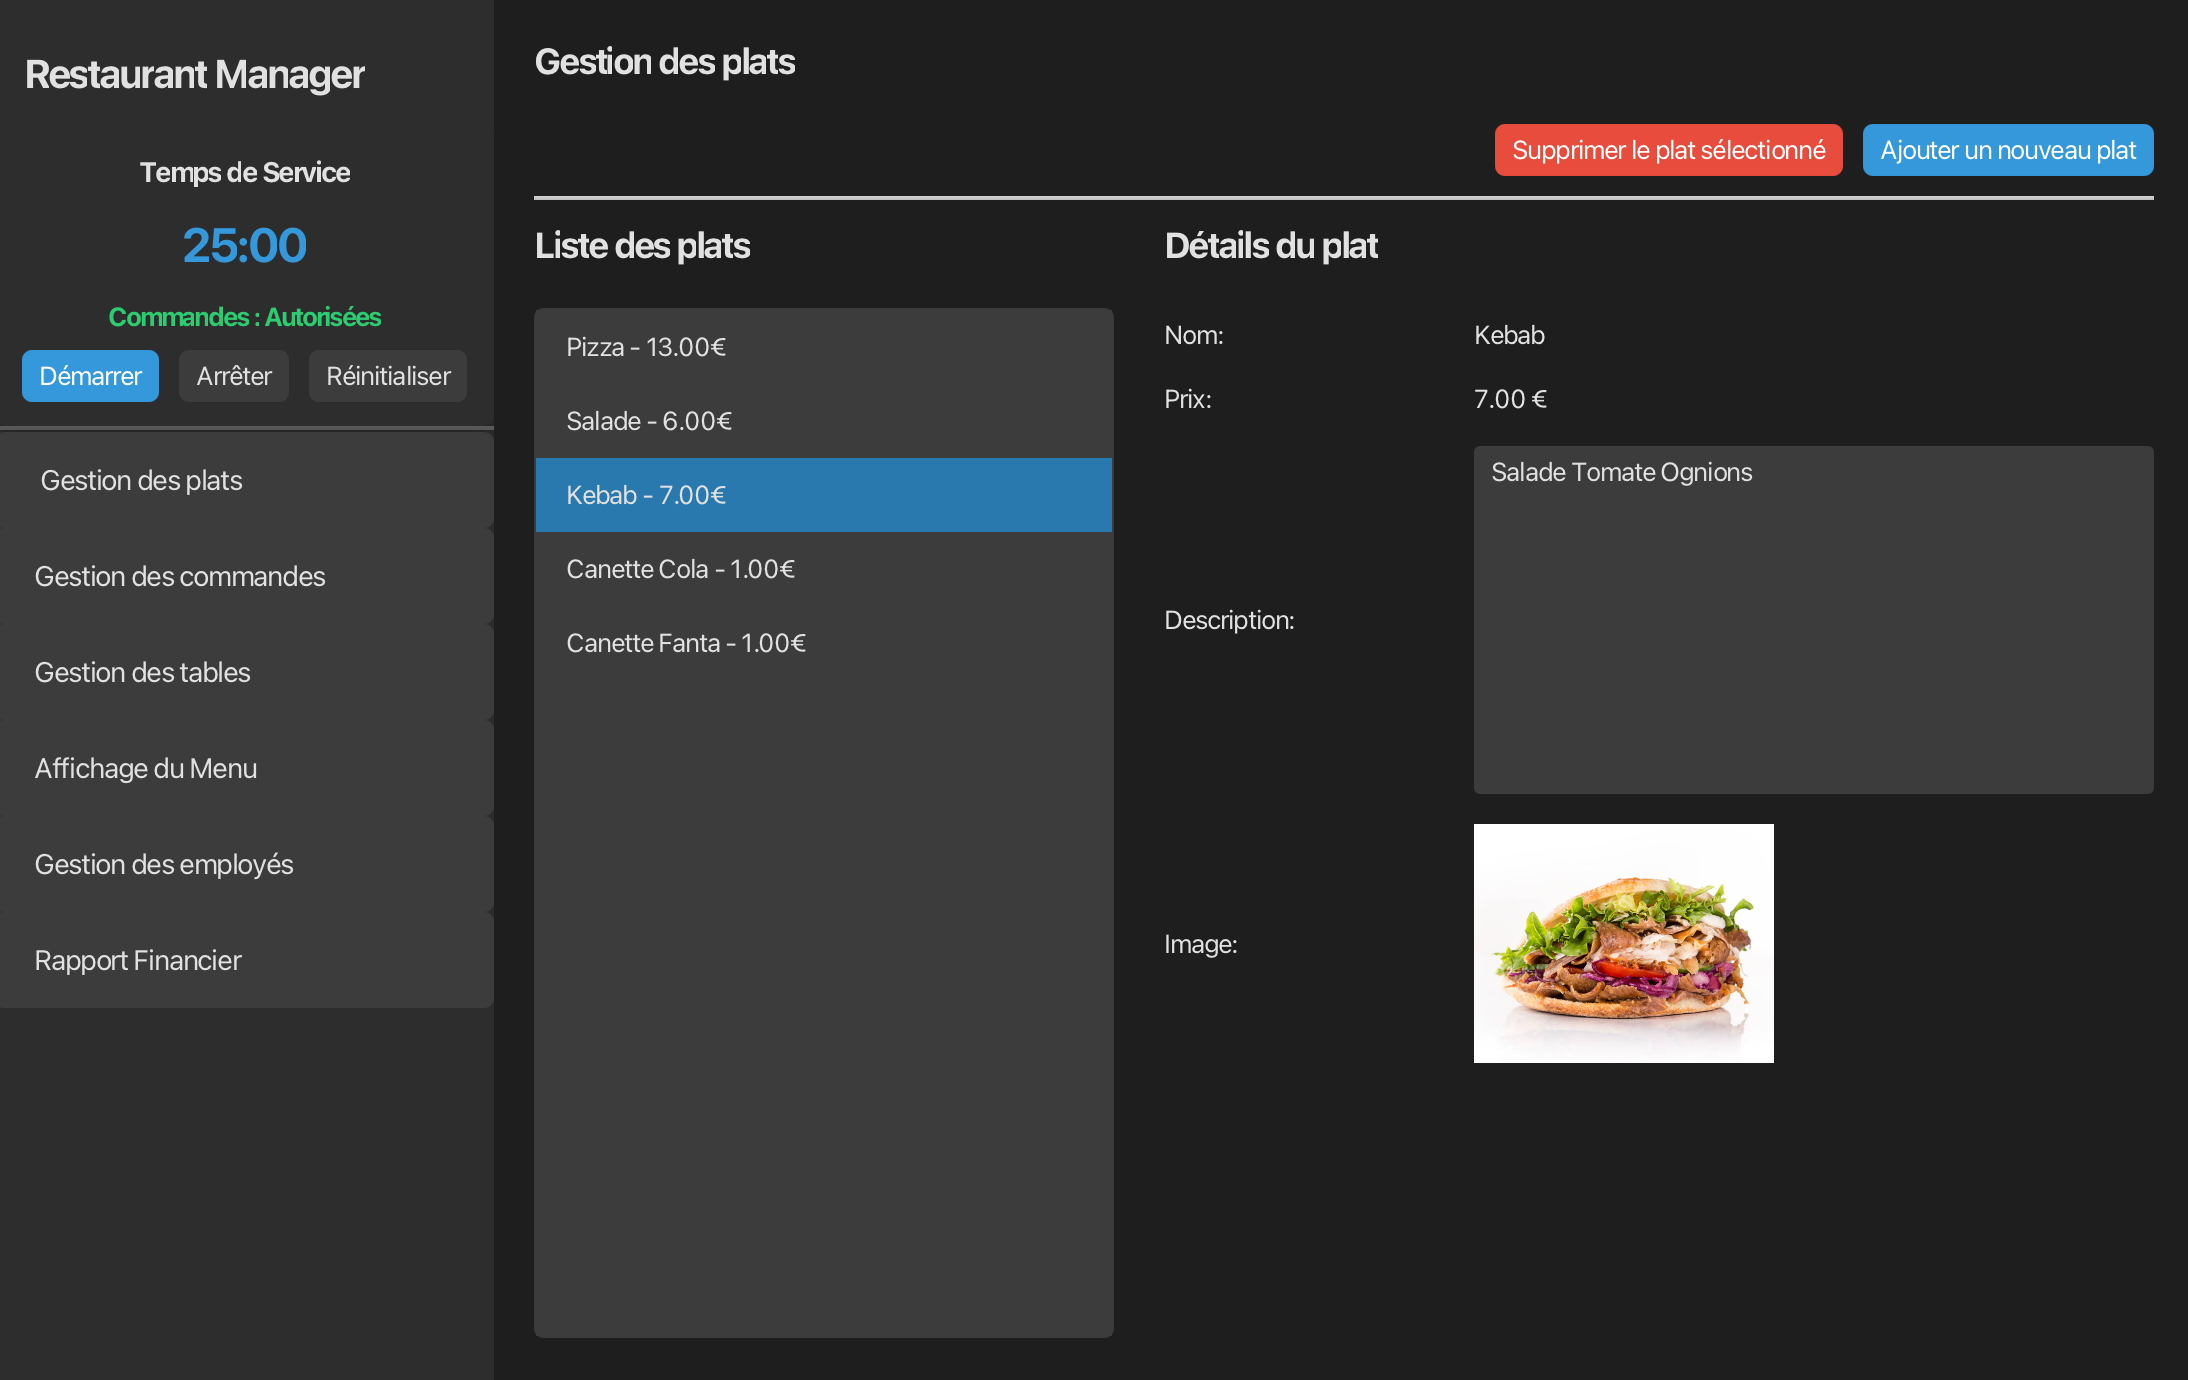 Restaurant Manager
Temps de Service
25:00
Commandes : Autorisées
Démarrer
Arrêter
Réinitialiser
Gestion des plats
Gestion des commandes
Gestion des tables
Affichage du Menu
Gestion des employés
Rapport Financier
Gestion des plats
Supprimer le plat sélectionné
Ajouter un nouveau plat
Liste des plats
Pizza - 13.00€
Salade - 6.00€
Kebab - 7.00€
Canette Cola - 1.00€
Canette Fanta - 1.00€
Détails du plat
Nom: Kebab
Prix: 7.00 €
Description: Salade Tomate Ognions
Image: